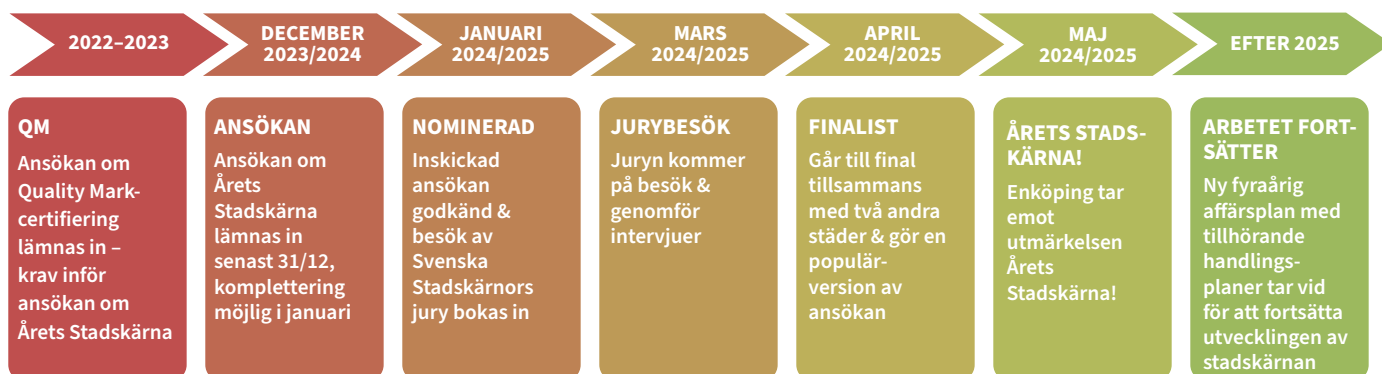 2022–2023
DECEMBER
2023/2024
JANUARI
2024/2025
MARS
2024/2025
APRIL
2024/2025
MAJ
2024/2025
EFTER 2025
QM
Ansökan om
Quality Mark-
certifiering
lämnas in –
krav inför
ansökan om
Årets Stadskärna
ANSÖKAN
Ansökan om
Årets
Stadskärna
lämnas in
senast 31/12,
komplettering
möjlig i januari
NOMINERAD
Inskickad
ansökan
godkänd &
besök av
Svenska
Stadskärnors
jury bokas in
JURYBESÖK
Juryn kommer
på besök &
genomför
intervjuer
FINALIST
Går till final
tillsammans
med två andra
städer & gör en
populär-
version av
ansökan
ÅRETS STADS-
KÄRNA!
Enköping tar
emot
utmärkelsen
Årets
Stadskärna!
ARBETET FORT-
SÄTTER
Ny fyraårig
affärsplan med
tillhörande
handlings-
planer tar vid
för att fortsätta
utvecklingen av
stadskärnan